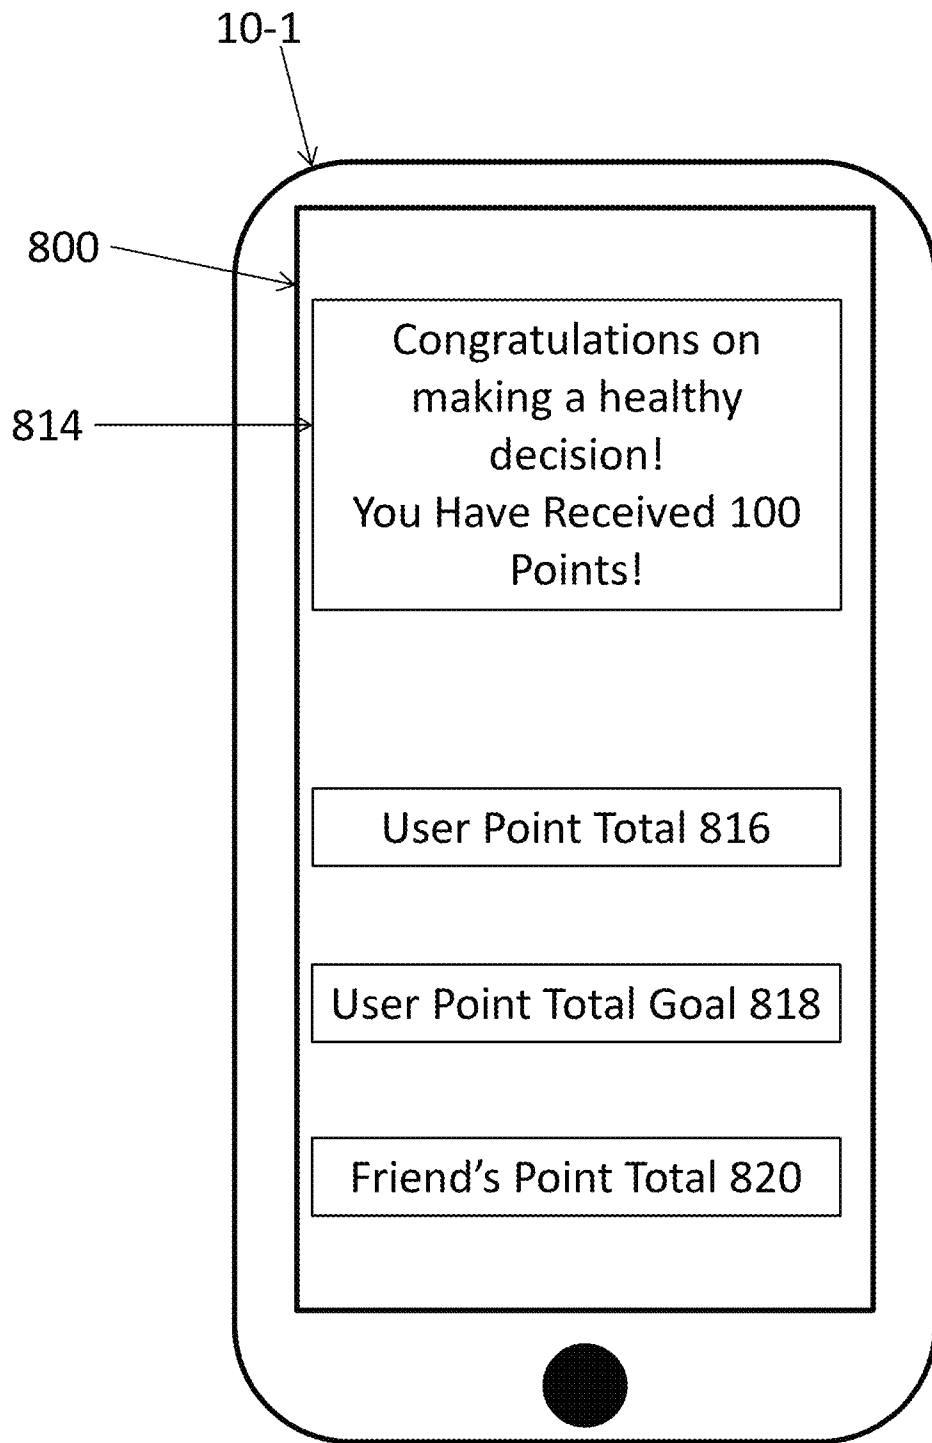 10-1
800
Congratulations on
making a healthy
decision!
You Have Received 100
Points!
814
User Point Total 816
User Point Total Goal 818
Friend’s Point Total 820